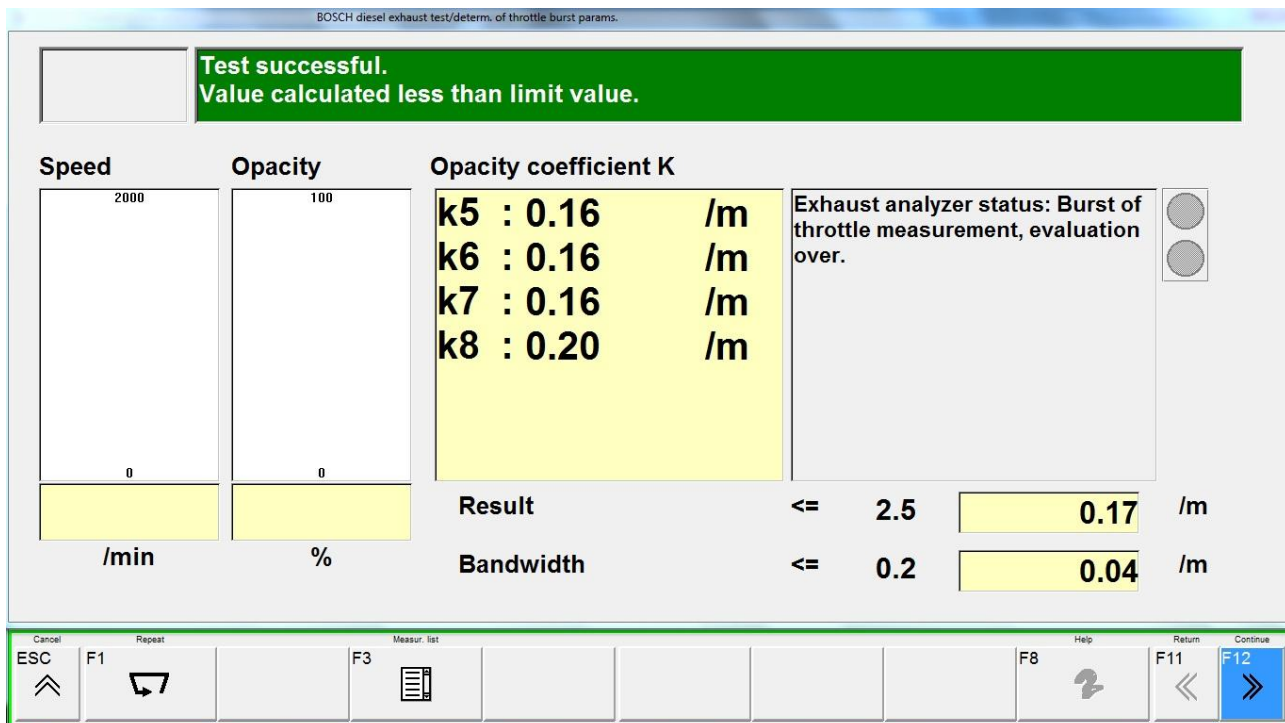 BOSCH diesel exhaust test/determ. of throttle burst params.
Test successful.
Value calculated less than limit value.
Speed
Opacity
Opacity coefficient K
2000
100
k5 : 0.16 /m
k6 : 0.16 /m
k7 : 0.16 /m
k8 : 0.20 /m
Exhaust analyzer status: Burst of
throttle measurement, evaluation
over.
0
0
/min
%
Result <= 2.5 0.17 /m
Bandwidth <= 0.2 0.04 /m
Cancel
Repeat
Measur. list
Help
Return
Continue
ESC
F1
F3
F8
F11
F12